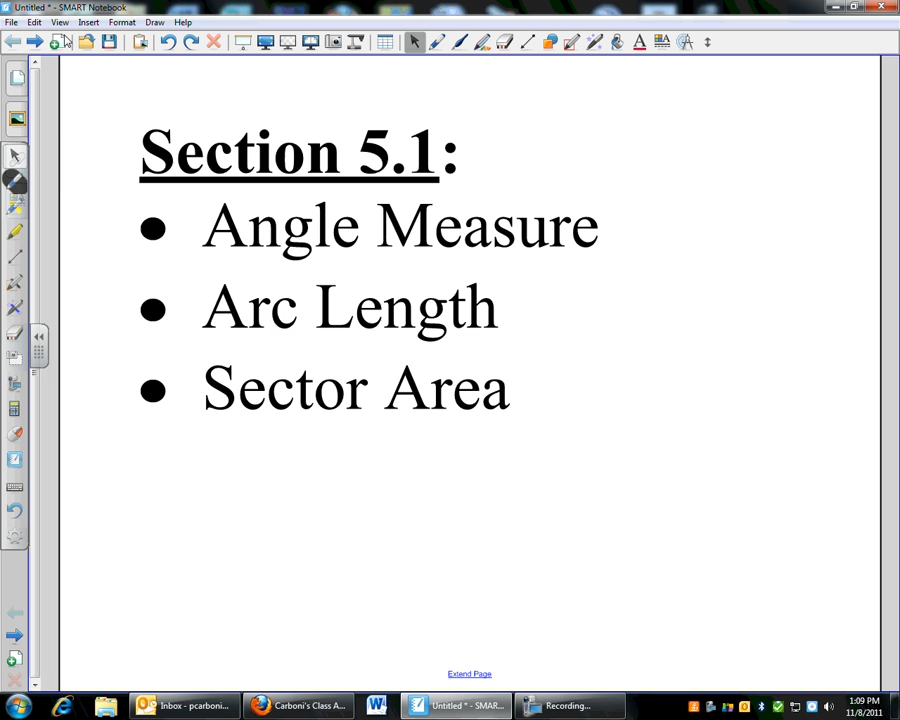 Untitled * - SMART Notebook
File Edit View Insert Format Draw Help
Section 5.1:
• Angle Measure
• Arc Length
• Sector Area
Extend Page
Inbox - pcarboni... Carboni's Class A... Untitled * - SMAR... Recording...
1:09 PM
11/8/2011